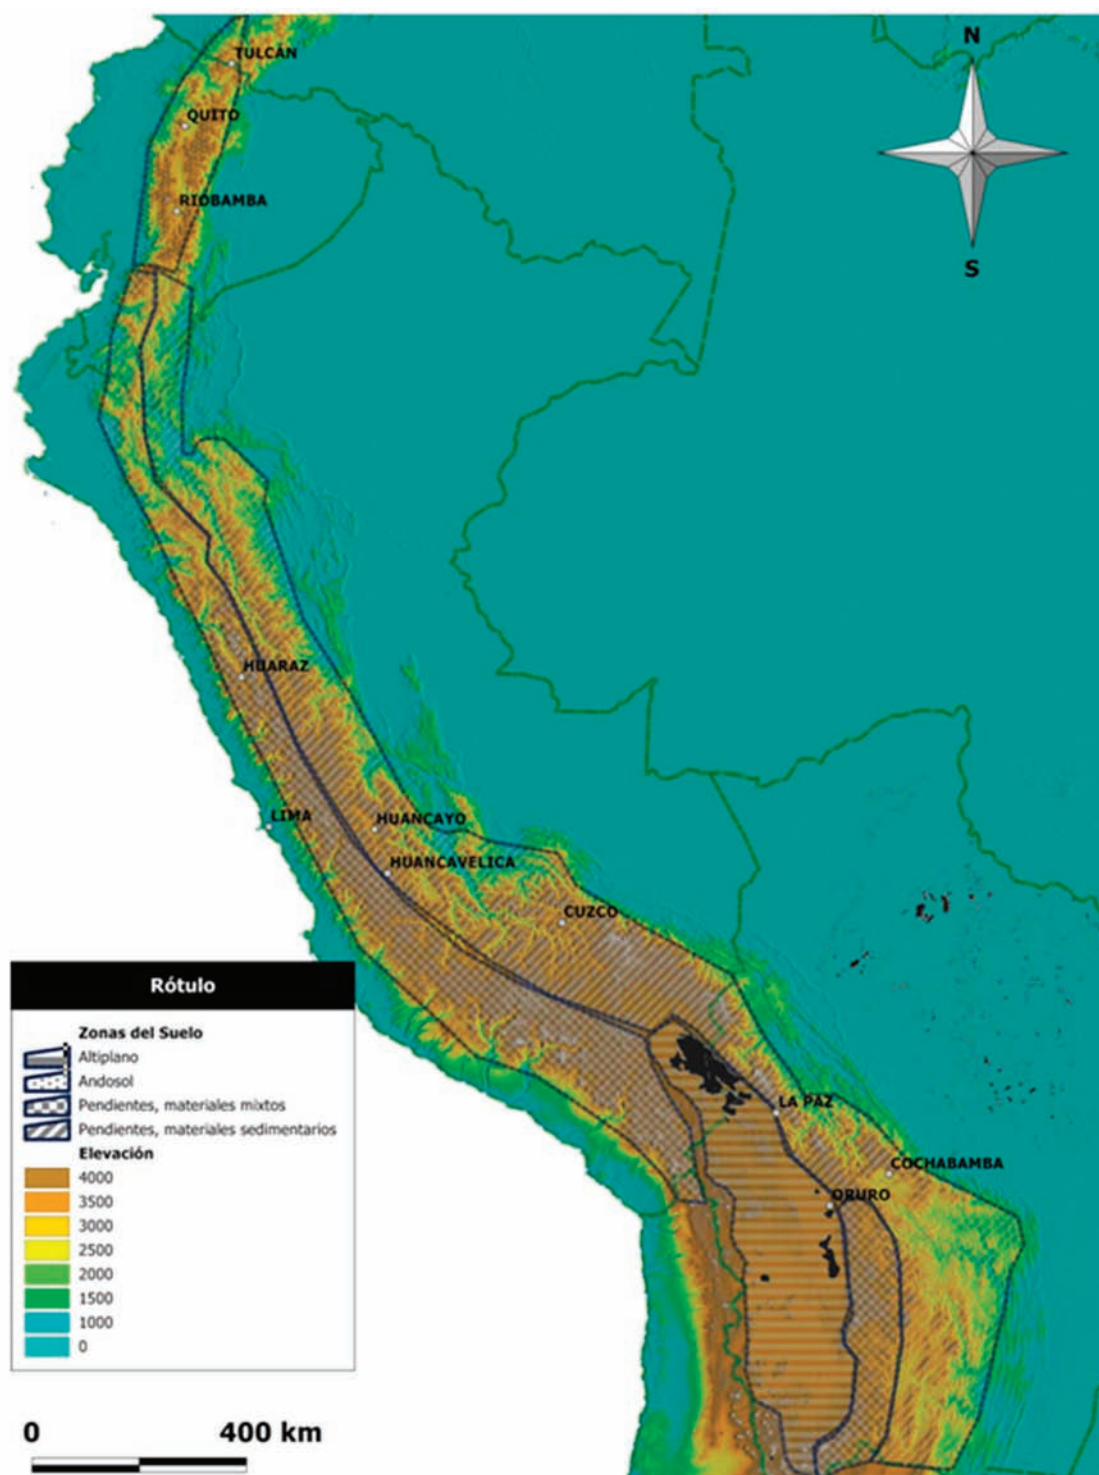 N
TULCÁN
QUITO
RIOBAMBA
S
HUARAZ
LIMA
HUANCAYO
HUANCAVELICA
CUZCO
Rótulo
Zonas del Suelo
Altiplano
Andosol
Pendientes, materiales mixtos
Pendientes, materiales sedimentarios
Elevación
4000
3500
3000
2500
2000
1500
1000
0
LA PAZ
COCHABAMBA
ORURO
0 400 km